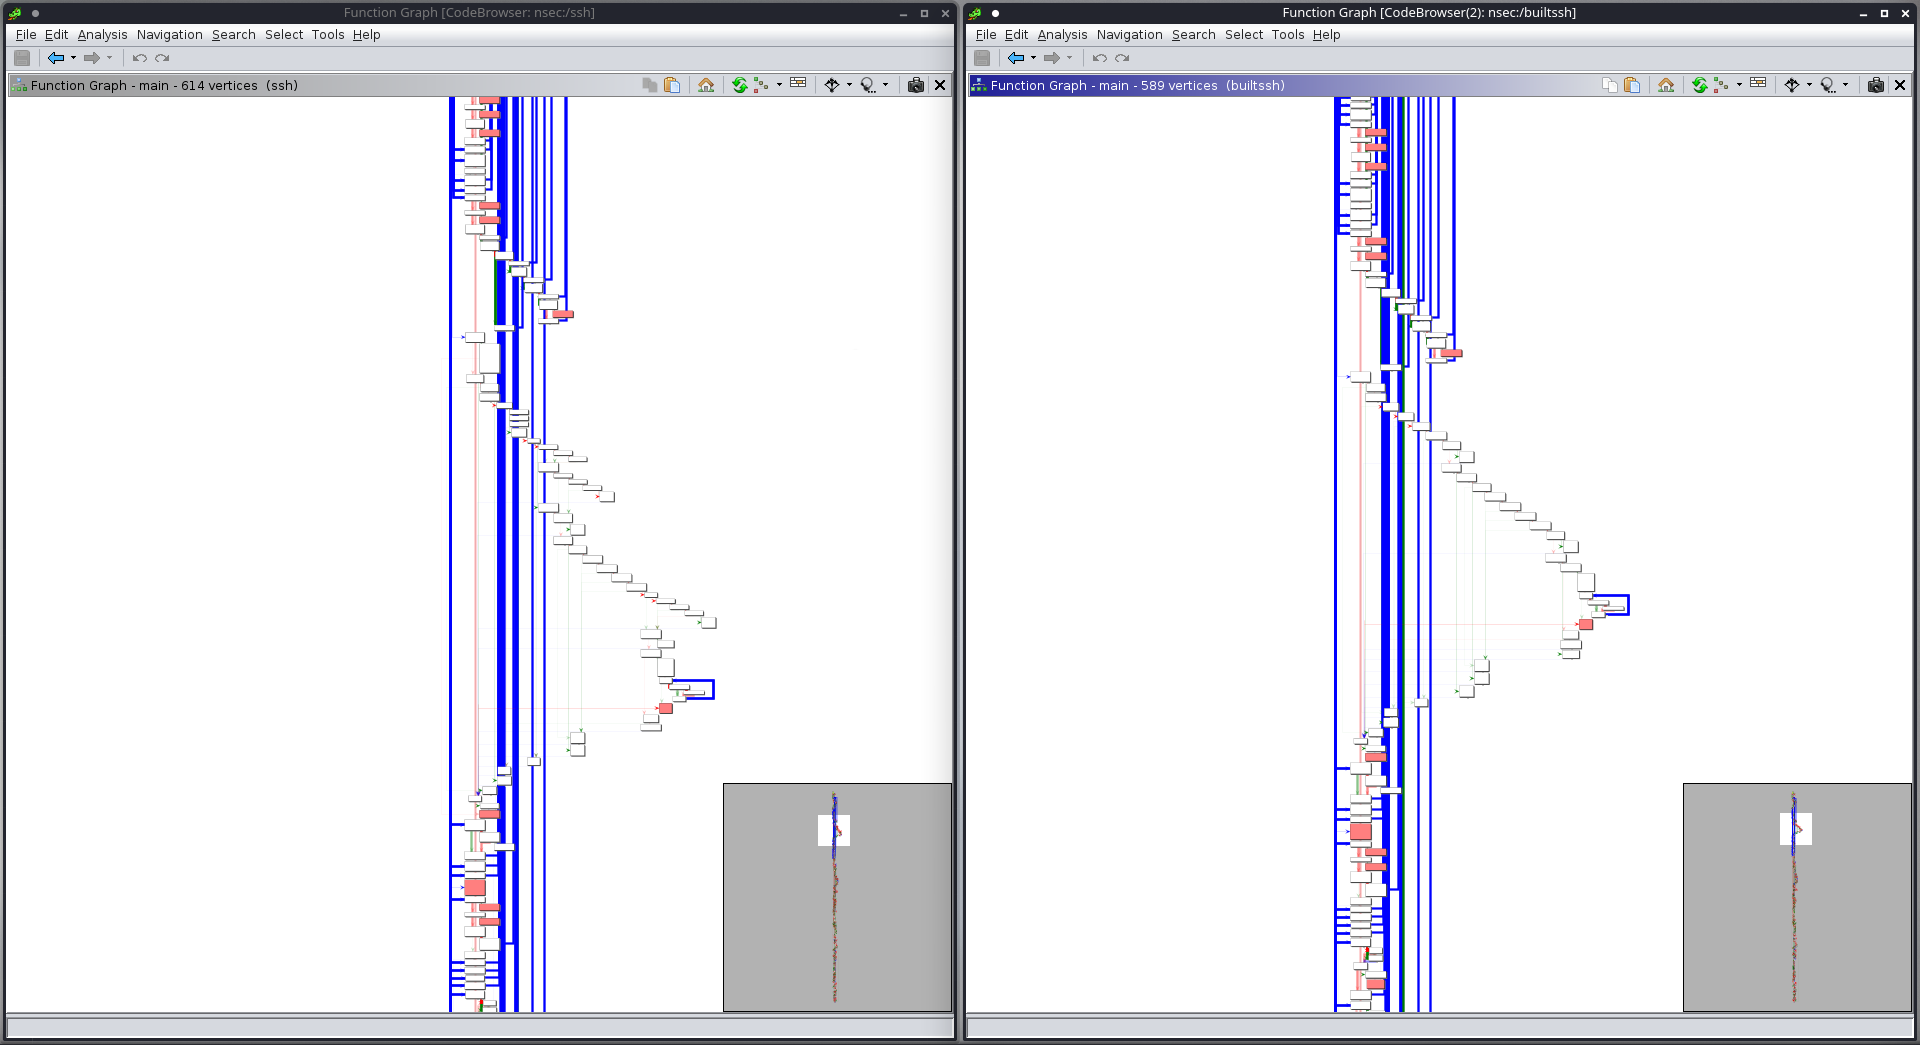 Function Graph [CodeBrowser: nsec:/ssh]
File Edit Analysis Navigation Search Select Tools Help
Function Graph - main - 614 vertices (ssh)
Function Graph [CodeBrowser(2): nsec:/builtssh]
File Edit Analysis Navigation Search Select Tools Help
Function Graph - main - 589 vertices (builtssh)